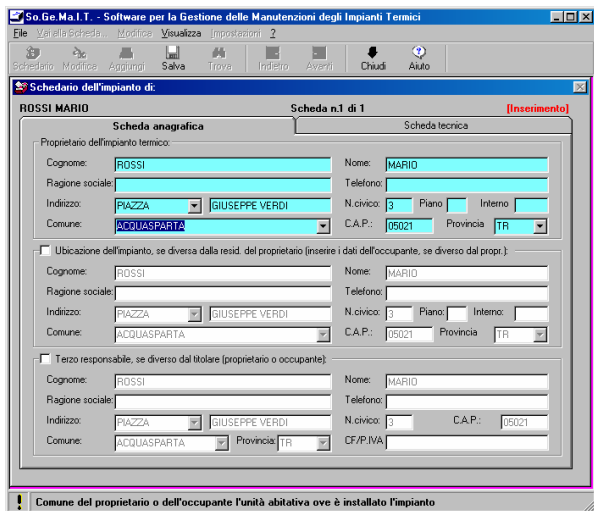 So.Ge.Ma.I.T. - Software per la Gestione delle Manutenzioni degli Impianti Termici
File Vai alla Scheda... Modifica Visualizza Impostazioni ?
Schedario Modifica Aggiungi Salva Trova Indietro Avanti Chiudi Aiuto
Schedario dell'impianto di:
ROSSI MARIO Scheda n.1 di 1 [Inserimento]
Scheda anagrafica Scheda tecnica
Proprietario dell'impianto termico:
Cognome: ROSSI Nome: MARIO
Ragione sociale: Telefono:
Indirizzo: PIAZZA GIUSEPPE VERDI N.civico: 3 Piano Interno
Comune: ACQUASPARTA C.A.P.: 05021 Provincia TR
Ubicazione dell'impianto, se diversa dalla resid. del proprietario (inserire i dati dell'occupante, se diverso dal propr.):
Cognome: ROSSI Nome: MARIO
Ragione sociale: Telefono:
Indirizzo: PIAZZA GIUSEPPE VERDI N.civico: 3 Piano: Interno:
Comune: ACQUASPARTA C.A.P.: 05021 Provincia TR
Terzo responsabile, se diverso dal titolare (proprietario o occupante):
Cognome: ROSSI Nome: MARIO
Ragione sociale: Telefono:
Indirizzo: PIAZZA GIUSEPPE VERDI N.civico: 3 C.A.P.: 05021
Comune: ACQUASPARTA Provincia: TR CF/P.IVA
Comune del proprietario o dell'occupante l'unità abitativa ove è installato l'impianto